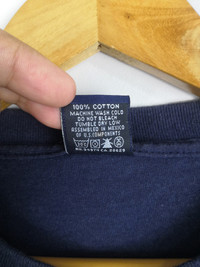 100% COTTON
MACHINE WASH COLD
DO NOT BLEACH
TUMBLE DRY LOW
ASSEMBLED IN MEXICO
OF U.S. COMPONENTS